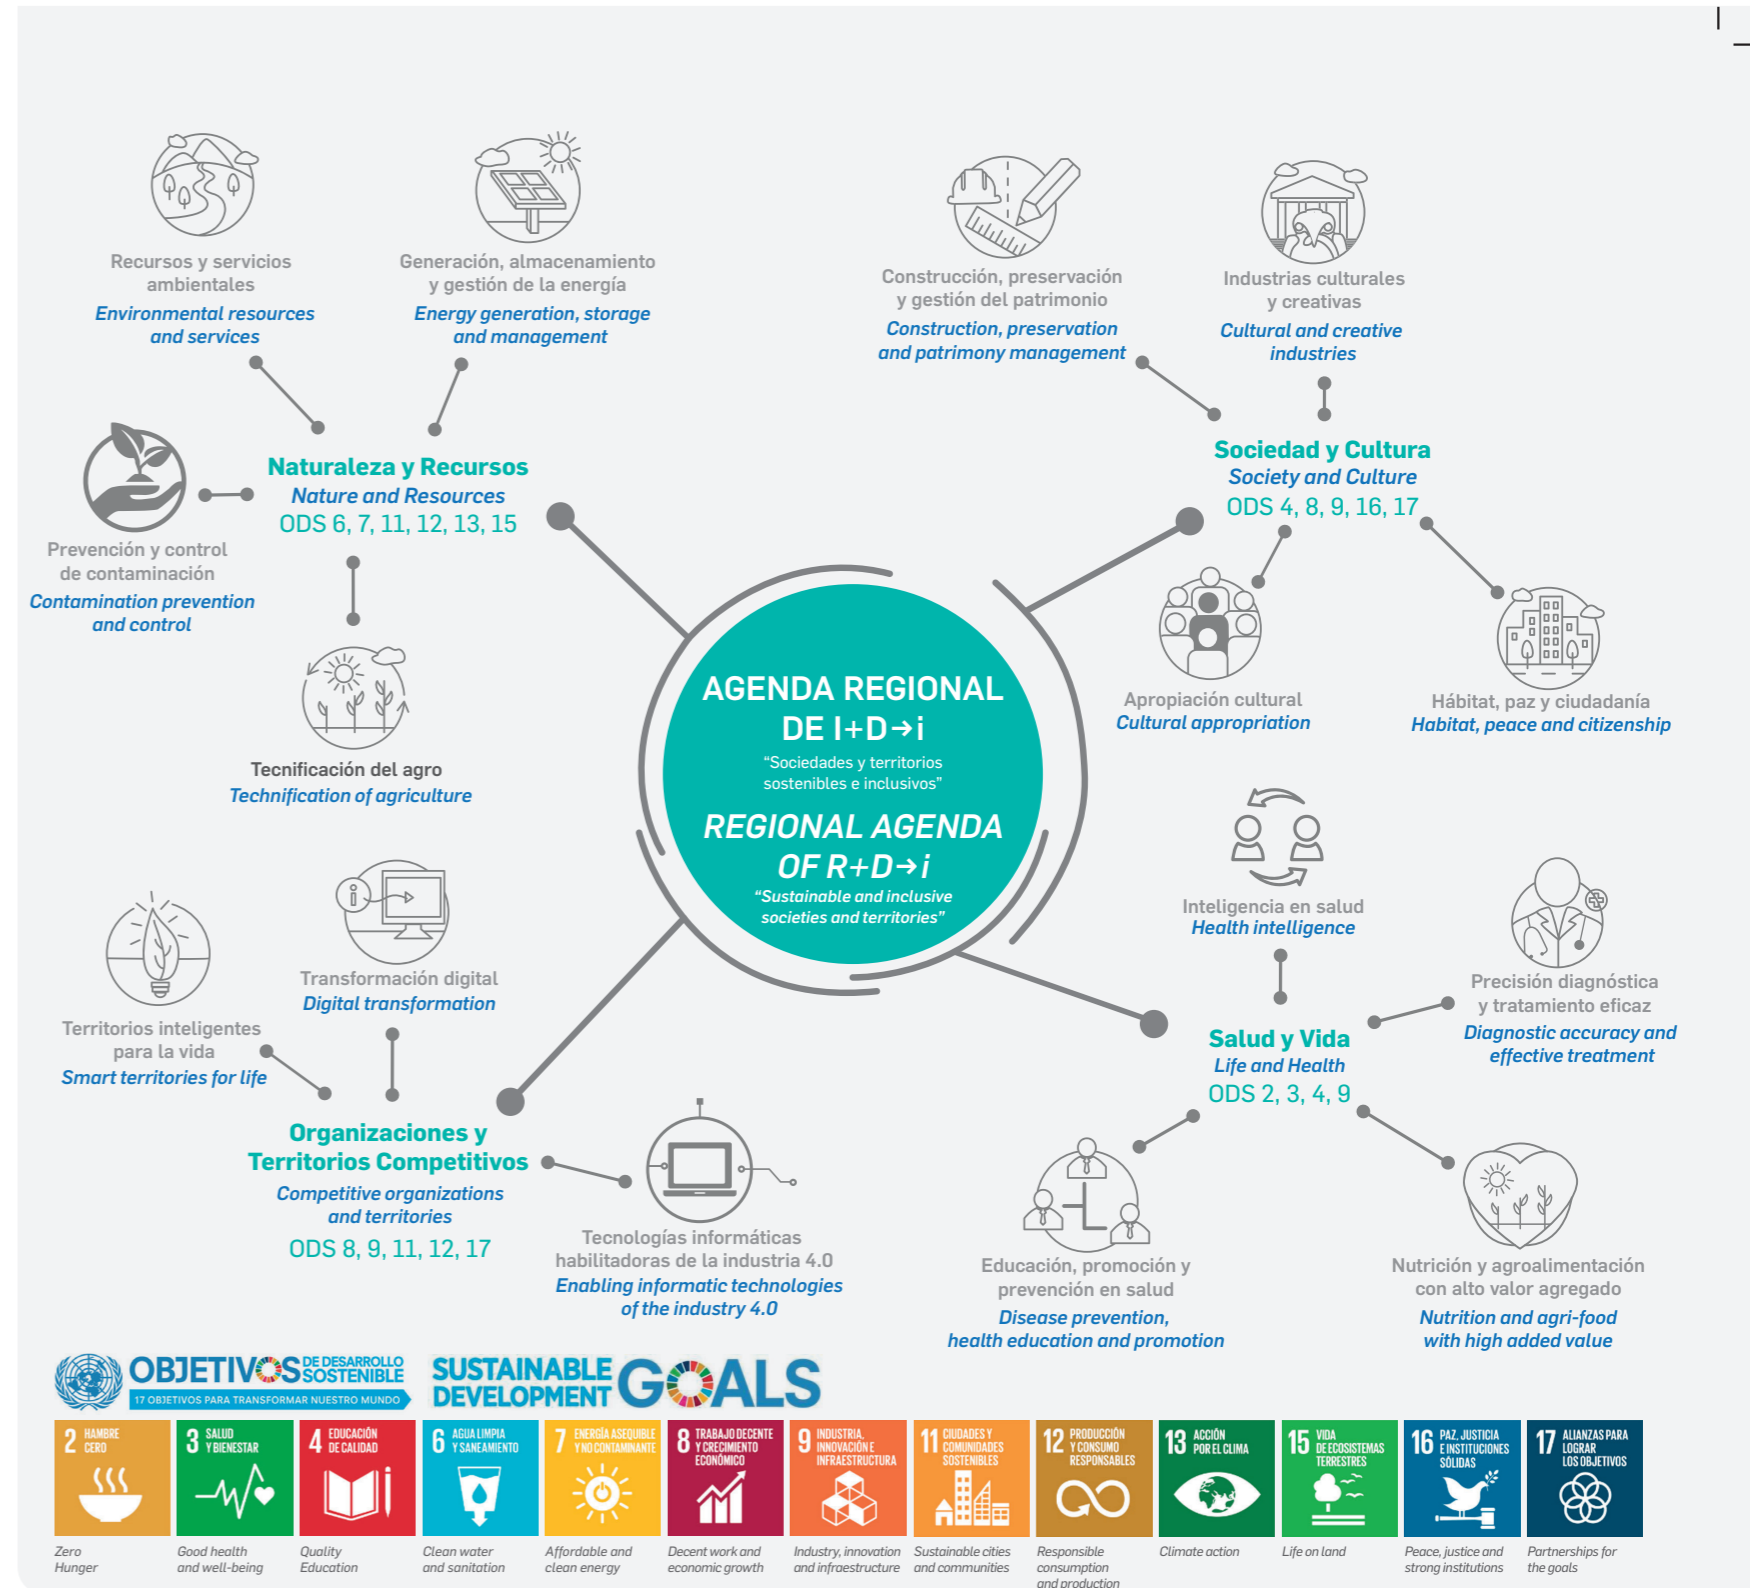 Recursos y servicios
ambientales
Environmental resources
and services
Generación, almacenamiento
y gestión de la energía
Energy generation, storage
and management
Construcción, preservación
y gestión del patrimonio
Construction, preservation
and patrimony management
Industrias culturales
y creativas
Cultural and creative
industries
Naturaleza y Recursos
Nature and Resources
ODS 6, 7, 11, 12, 13, 15
Sociedad y Cultura
Society and Culture
ODS 4, 8, 9, 16, 17
Prevención y control
de contaminación
Contamination prevention
and control
Tecnificación del agro
Technification of agriculture
Apropiación cultural
Cultural appropriation
Hábitat, paz y ciudadanía
Habitat, peace and citizenship
AGENDA REGIONAL
DE I+D→i
“Sociedades y territorios
sostenibles e inclusivos”
REGIONAL AGENDA
OF R+D→i
“Sustainable and inclusive
societies and territories”
Territorios inteligentes
para la vida
Smart territories for life
Transformación digital
Digital transformation
Inteligencia en salud
Health intelligence
Precisión diagnóstica
y tratamiento eficaz
Diagnostic accuracy and
effective treatment
Organizaciones y
Territorios Competitivos
Competitive organizations
and territories
ODS 8, 9, 11, 12, 17
Tecnologías informáticas
habilitadoras de la industria 4.0
Enabling informatic technologies
of the industry 4.0
Salud y Vida
Life and Health
ODS 2, 3, 4, 9
Educación, promoción y
prevención en salud
Disease prevention,
health education and promotion
Nutrición y agroalimentación
con alto valor agregado
Nutrition and agri-food
with high added value
OBJETIVOS DE DESARROLLO
SOSTENIBLE
17 OBJETIVOS PARA TRANSFORMAR NUESTRO MUNDO
SUSTAINABLE
DEVELOPMENT
GOALS
2 HAMBRE
CERO
Zero
Hunger
3 SALUD
Y BIENESTAR
Good health
and well-being
4 EDUCACIÓN
DE CALIDAD
Quality
Education
6 AGUA LIMPIA
Y SANEAMIENTO
Clean water
and sanitation
7 ENERGÍA ASEQUIBLE
Y NO CONTAMINANTE
Affordable and
clean energy
8 TRABAJO DECENTE
Y CRECIMIENTO
ECONÓMICO
Decent work and
economic growth
9 INDUSTRIA,
INNOVACIÓN E
INFRAESTRUCTURA
Industry, innovation
and infraestructure
11 CIUDADES Y
COMUNIDADES
SOSTENIBLES
Sustainable cities
and communities
12 PRODUCCIÓN
Y CONSUMO
RESPONSABLES
Responsible
consumption
and production
13 ACCIÓN
POR EL CLIMA
Climate action
15 VIDA
DE ECOSISTEMAS
TERRESTRES
Life on land
16 PAZ, JUSTICIA
E INSTITUCIONES
SÓLIDAS
Peace, justice and
strong institutions
17 ALIANZAS PARA
LOGRAR
LOS OBJETIVOS
Partnerships for
the goals